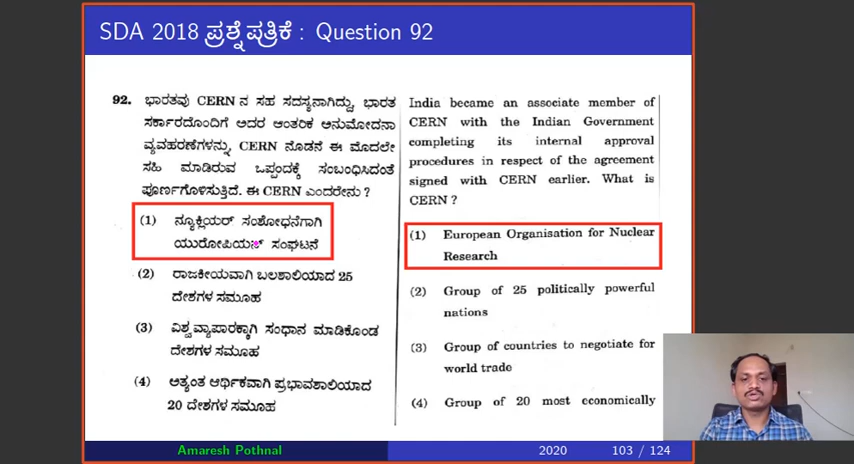 SDA 2018 ಪ್ರಶ್ನೆಪತ್ರಿಕೆ : Question 92
92. ಭಾರತವು CERN ನ ಸಹ ಸದಸ್ಯನಾಗಿದ್ದು, ಭಾರತ
ಸರ್ಕಾರದೊಂದಿಗೆ ಅದರ ಆಂತರಿಕ ಅನುಮೋದನಾ
ವ್ಯವಹರಣೆಗಳನ್ನು, CERN ನೊಡನೆ ಈ ಮೊದಲೇ
ಸಹಿ ಮಾಡಿರುವ ಒಪ್ಪಂದಕ್ಕೆ ಸಂಬಂಧಿಸಿದಂತೆ
ಪೂರ್ಣಗೊಳಿಸುತ್ತಿದೆ. ಈ CERN ಎಂದರೇನು ?
(1) ನ್ಯೂಕ್ಲಿಯರ್ ಸಂಶೋಧನೆಗಾಗಿ
ಯುರೋಪಿಯನ್ ಸಂಘಟನೆ
(2) ರಾಜಕೀಯವಾಗಿ ಬಲಶಾಲಿಯಾದ 25
ದೇಶಗಳ ಸಮೂಹ
(3) ವಿಶ್ವವ್ಯಾಪಾರಕ್ಕಾಗಿ ಸಂಧಾನ ಮಾಡಿಕೊಂಡ
ದೇಶಗಳ ಸಮೂಹ
(4) ಅತ್ಯಂತ ಆರ್ಥಿಕವಾಗಿ ಪ್ರಭಾವಶಾಲಿಯಾದ
20 ದೇಶಗಳ ಸಮೂಹ
India became an associate member of
CERN with the Indian Government
completing its internal approval
procedures in respect of the agreement
signed with CERN earlier. What is
CERN ?
(1) European Organisation for Nuclear
Research
(2) Group of 25 politically powerful
nations
(3) Group of countries to negotiate for
world trade
(4) Group of 20 most economically
Amaresh Pothnal 2020 103 / 124